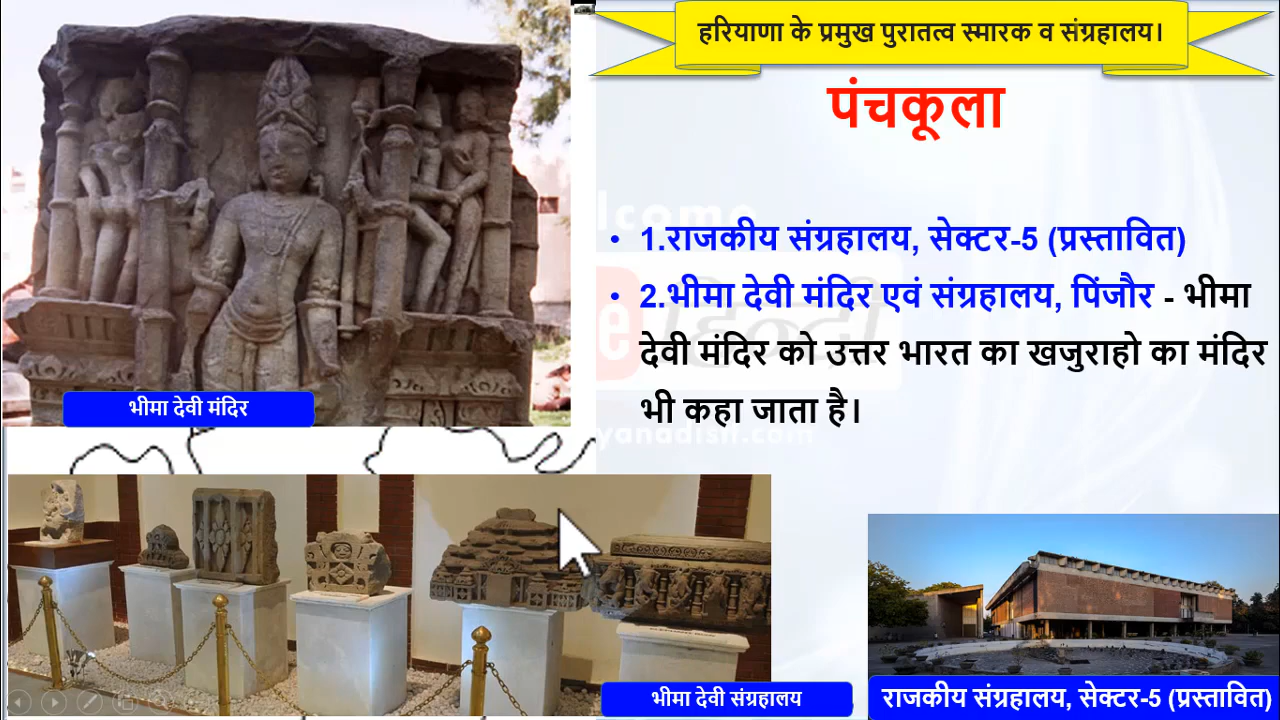 हरियाणा के प्रमुख पुरातत्व स्मारक व संग्रहालय।
पंचकूला
• 1.राजकीय संग्रहालय, सेक्टर-5 (प्रस्तावित)
• 2.भीमा देवी मंदिर एवं संग्रहालय, पिंजौर - भीमा
देवी मंदिर को उत्तर भारत का खजुराहो का मंदिर
भी कहा जाता है।
भीमा देवी मंदिर
भीमा देवी संग्रहालय
राजकीय संग्रहालय, सेक्टर-5 (प्रस्तावित)